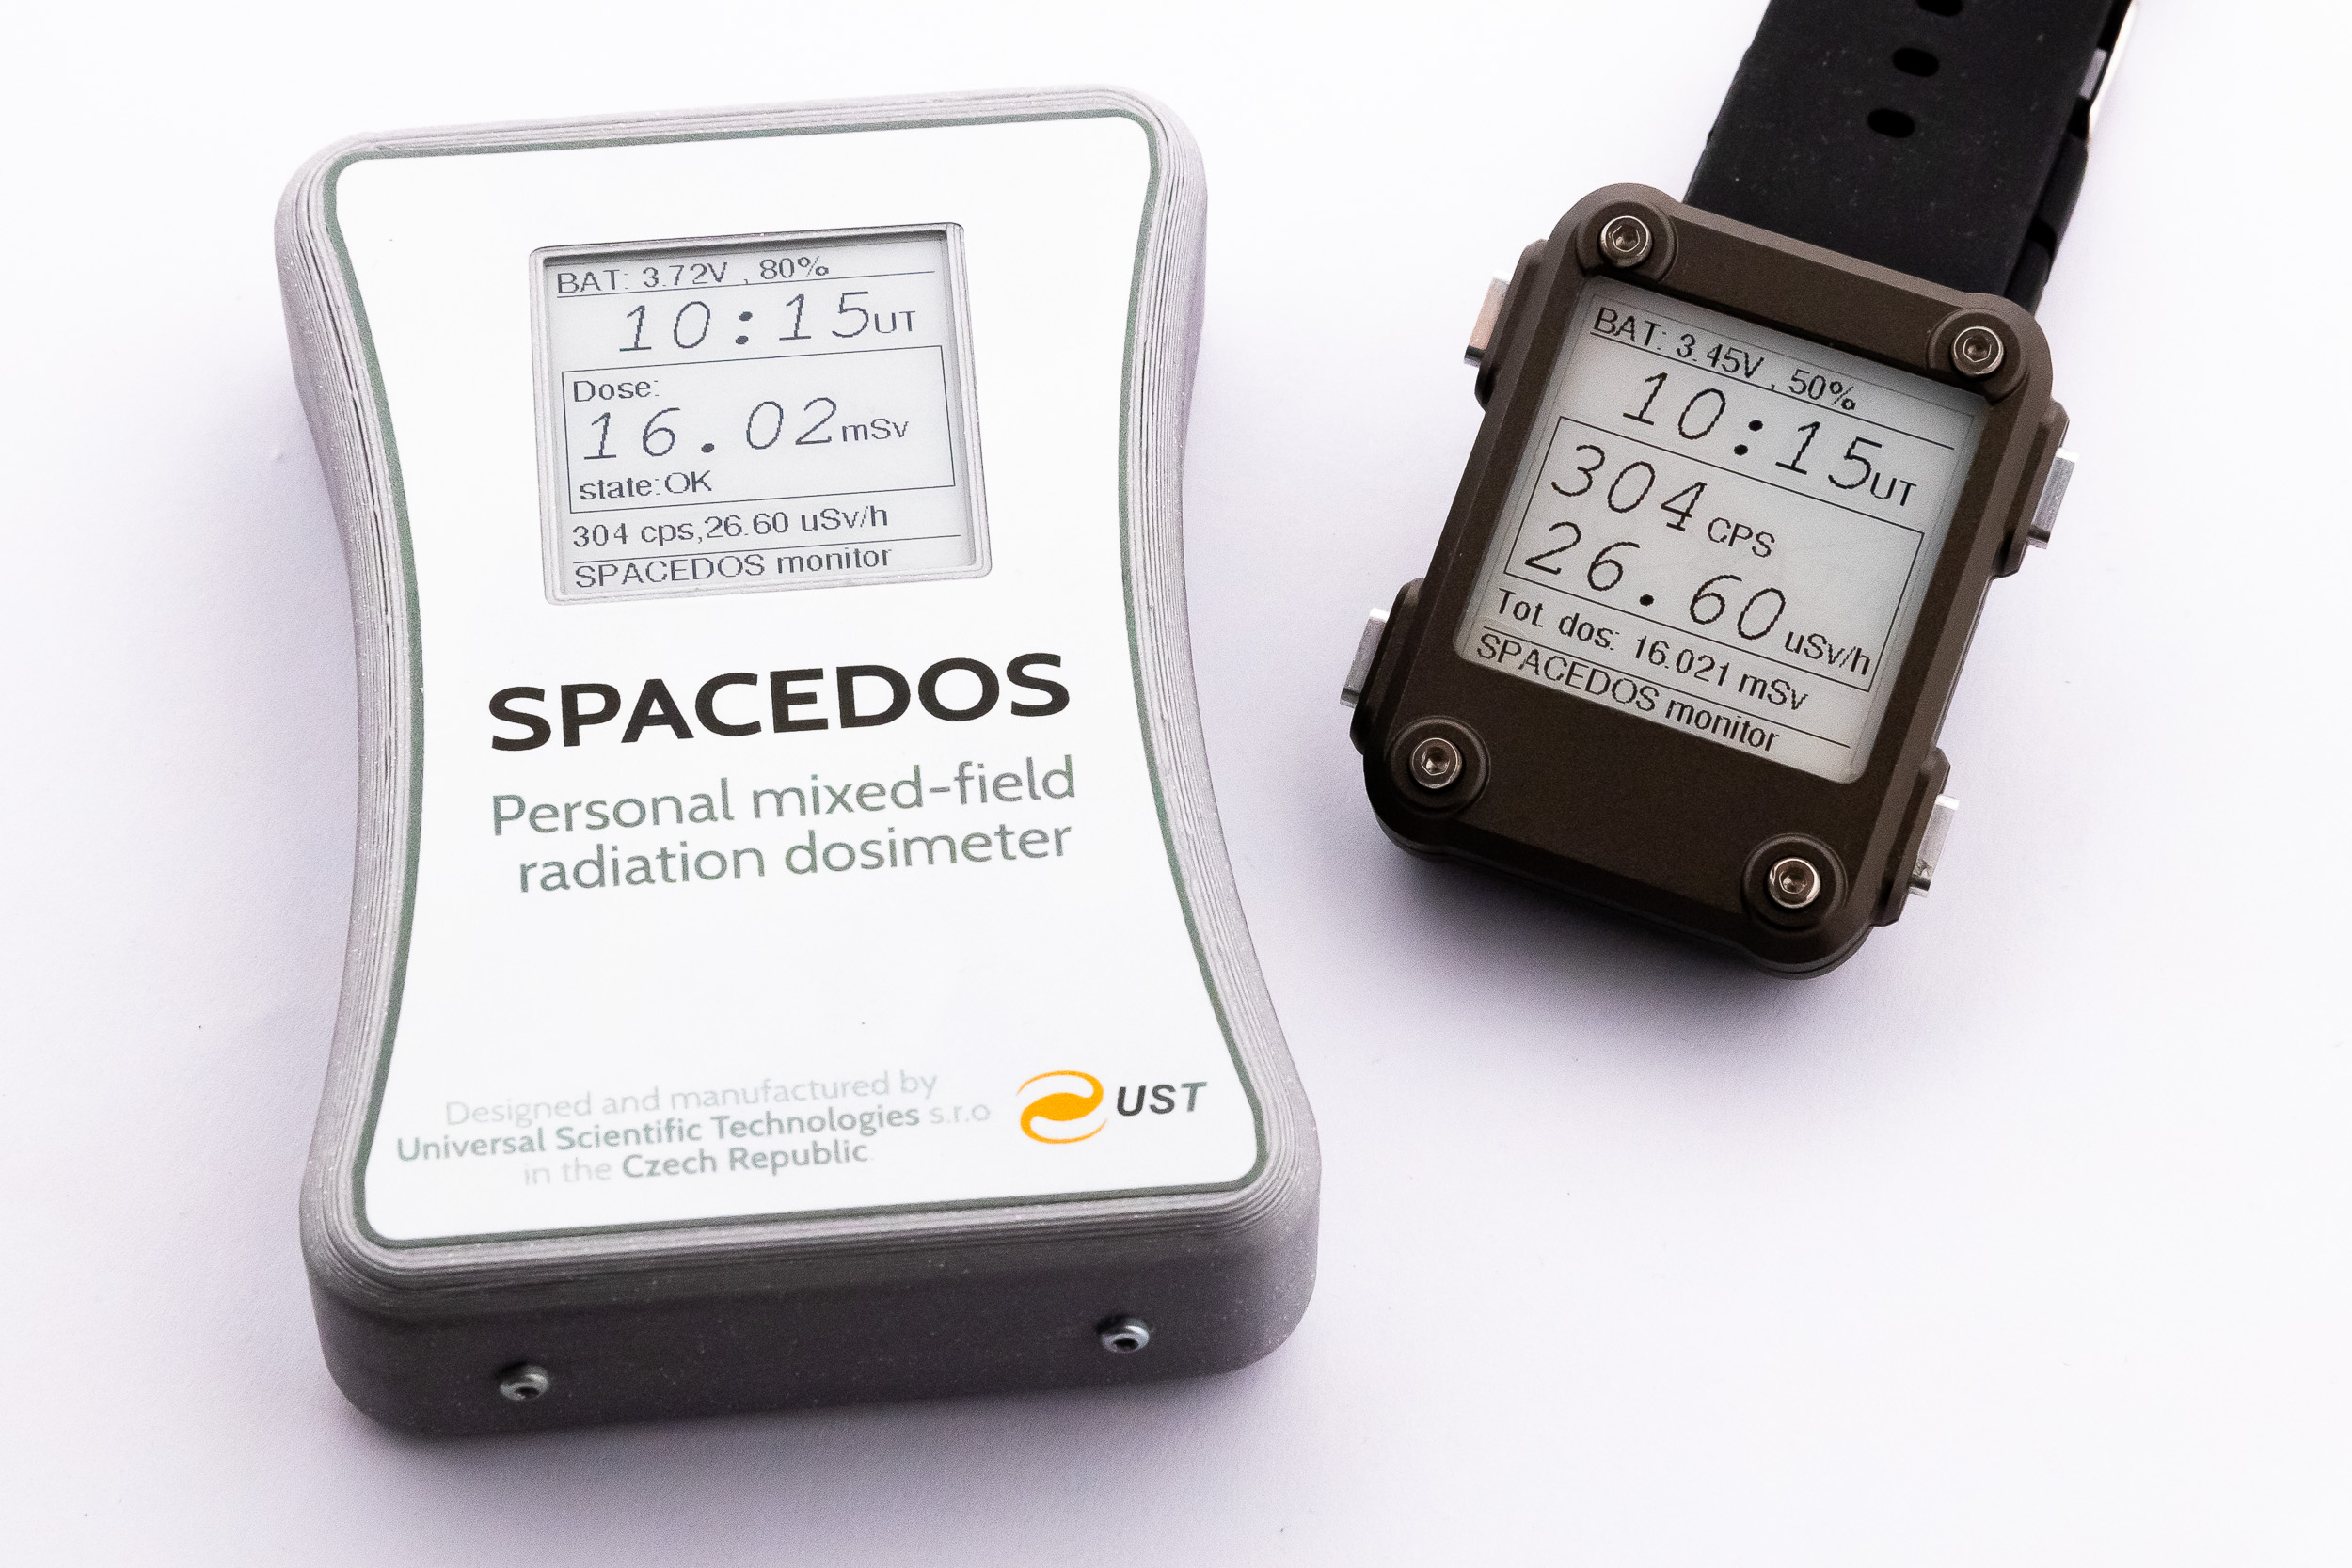 BAT: 3.72V , 80%
10:15UT
Dose:
16.02mSv
state:OK
304 cps,26.60 uSv/h
SPACEDOS monitor
SPACEDOS
Personal mixed-field
radiation dosimeter
Designed and manufactured by
Universal Scientific Technologies s.r.o
in the Czech Republic.
UST
BAT: 3.45V , 50%
10:15UT
304 CPS
26.60 uSv/h
Tot. dos: 16.021 mSv
SPACEDOS monitor